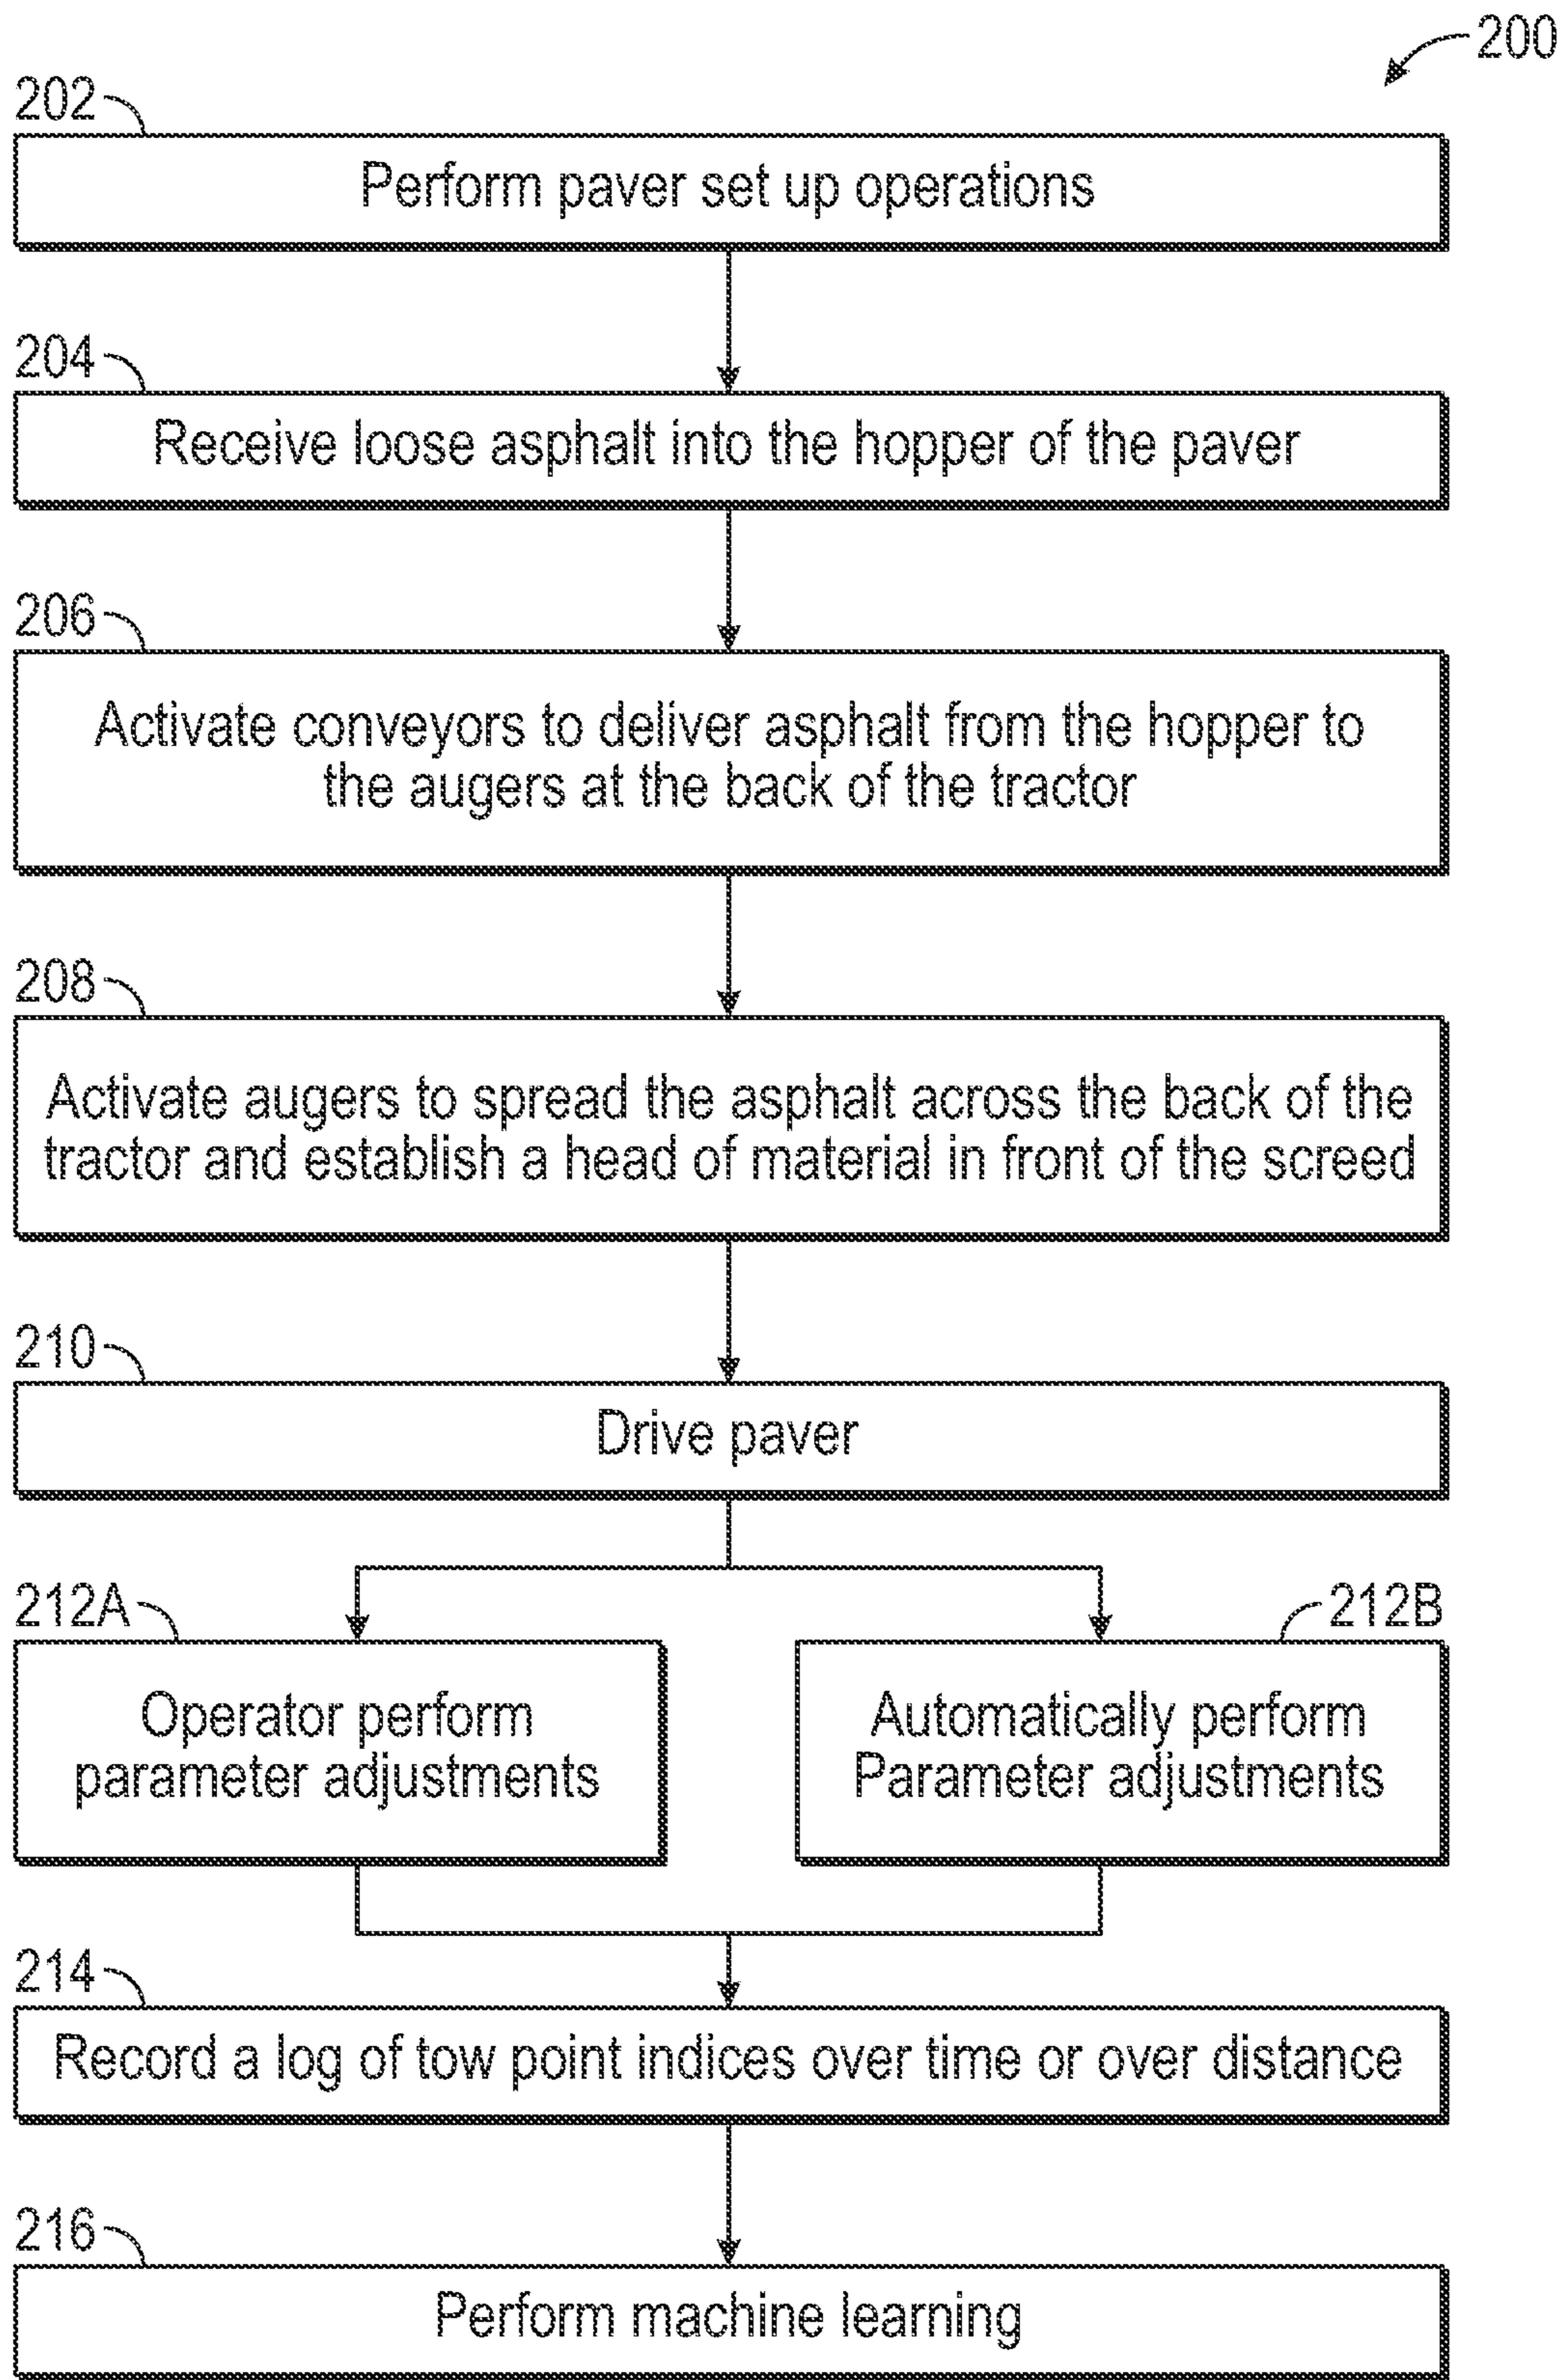 200
202
Perform paver set up operations
204
Receive loose asphalt into the hopper of the paver
206
Activate conveyors to deliver asphalt from the hopper to
the augers at the back of the tractor
208
Activate augers to spread the asphalt across the back of the
tractor and establish a head of material in front of the screed
210
Drive paver
212A
Operator perform
parameter adjustments
212B
Automatically perform
Parameter adjustments
214
Record a log of tow point indices over time or over distance
216
Perform machine learning